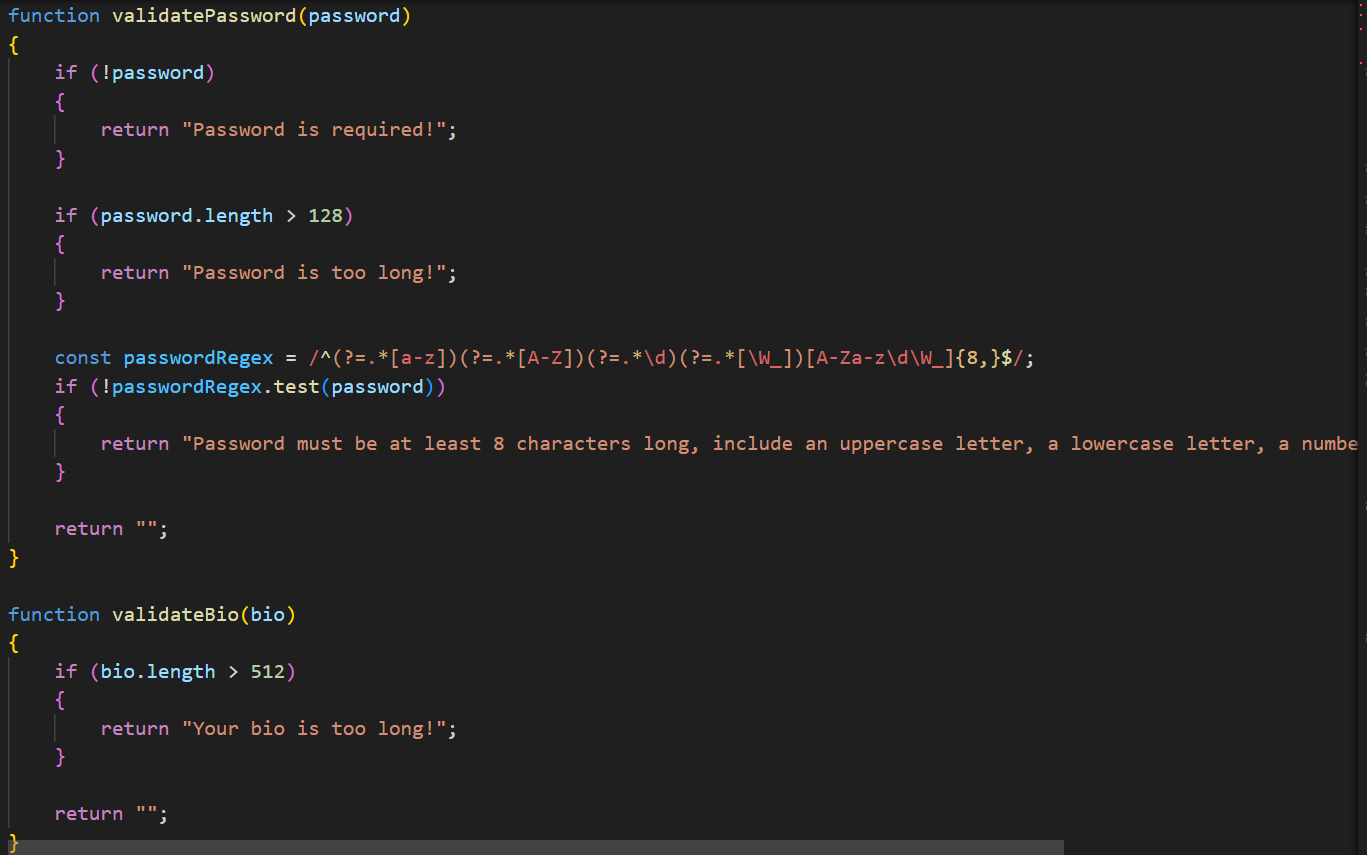 function validatePassword(password)
{
    if (!password)
    {
        return "Password is required!";
    }

    if (password.length > 128)
    {
        return "Password is too long!";
    }

    const passwordRegex = /^(?=.*[a-z])(?=.*[A-Z])(?=.*\d)(?=.*[\W_])[A-Za-z\d\W_]{8,}$/;
    if (!passwordRegex.test(password))
    {
        return "Password must be at least 8 characters long, include an uppercase letter, a lowercase letter, a numbe
    }

    return "";
}

function validateBio(bio)
{
    if (bio.length > 512)
    {
        return "Your bio is too long!";
    }

    return "";
}